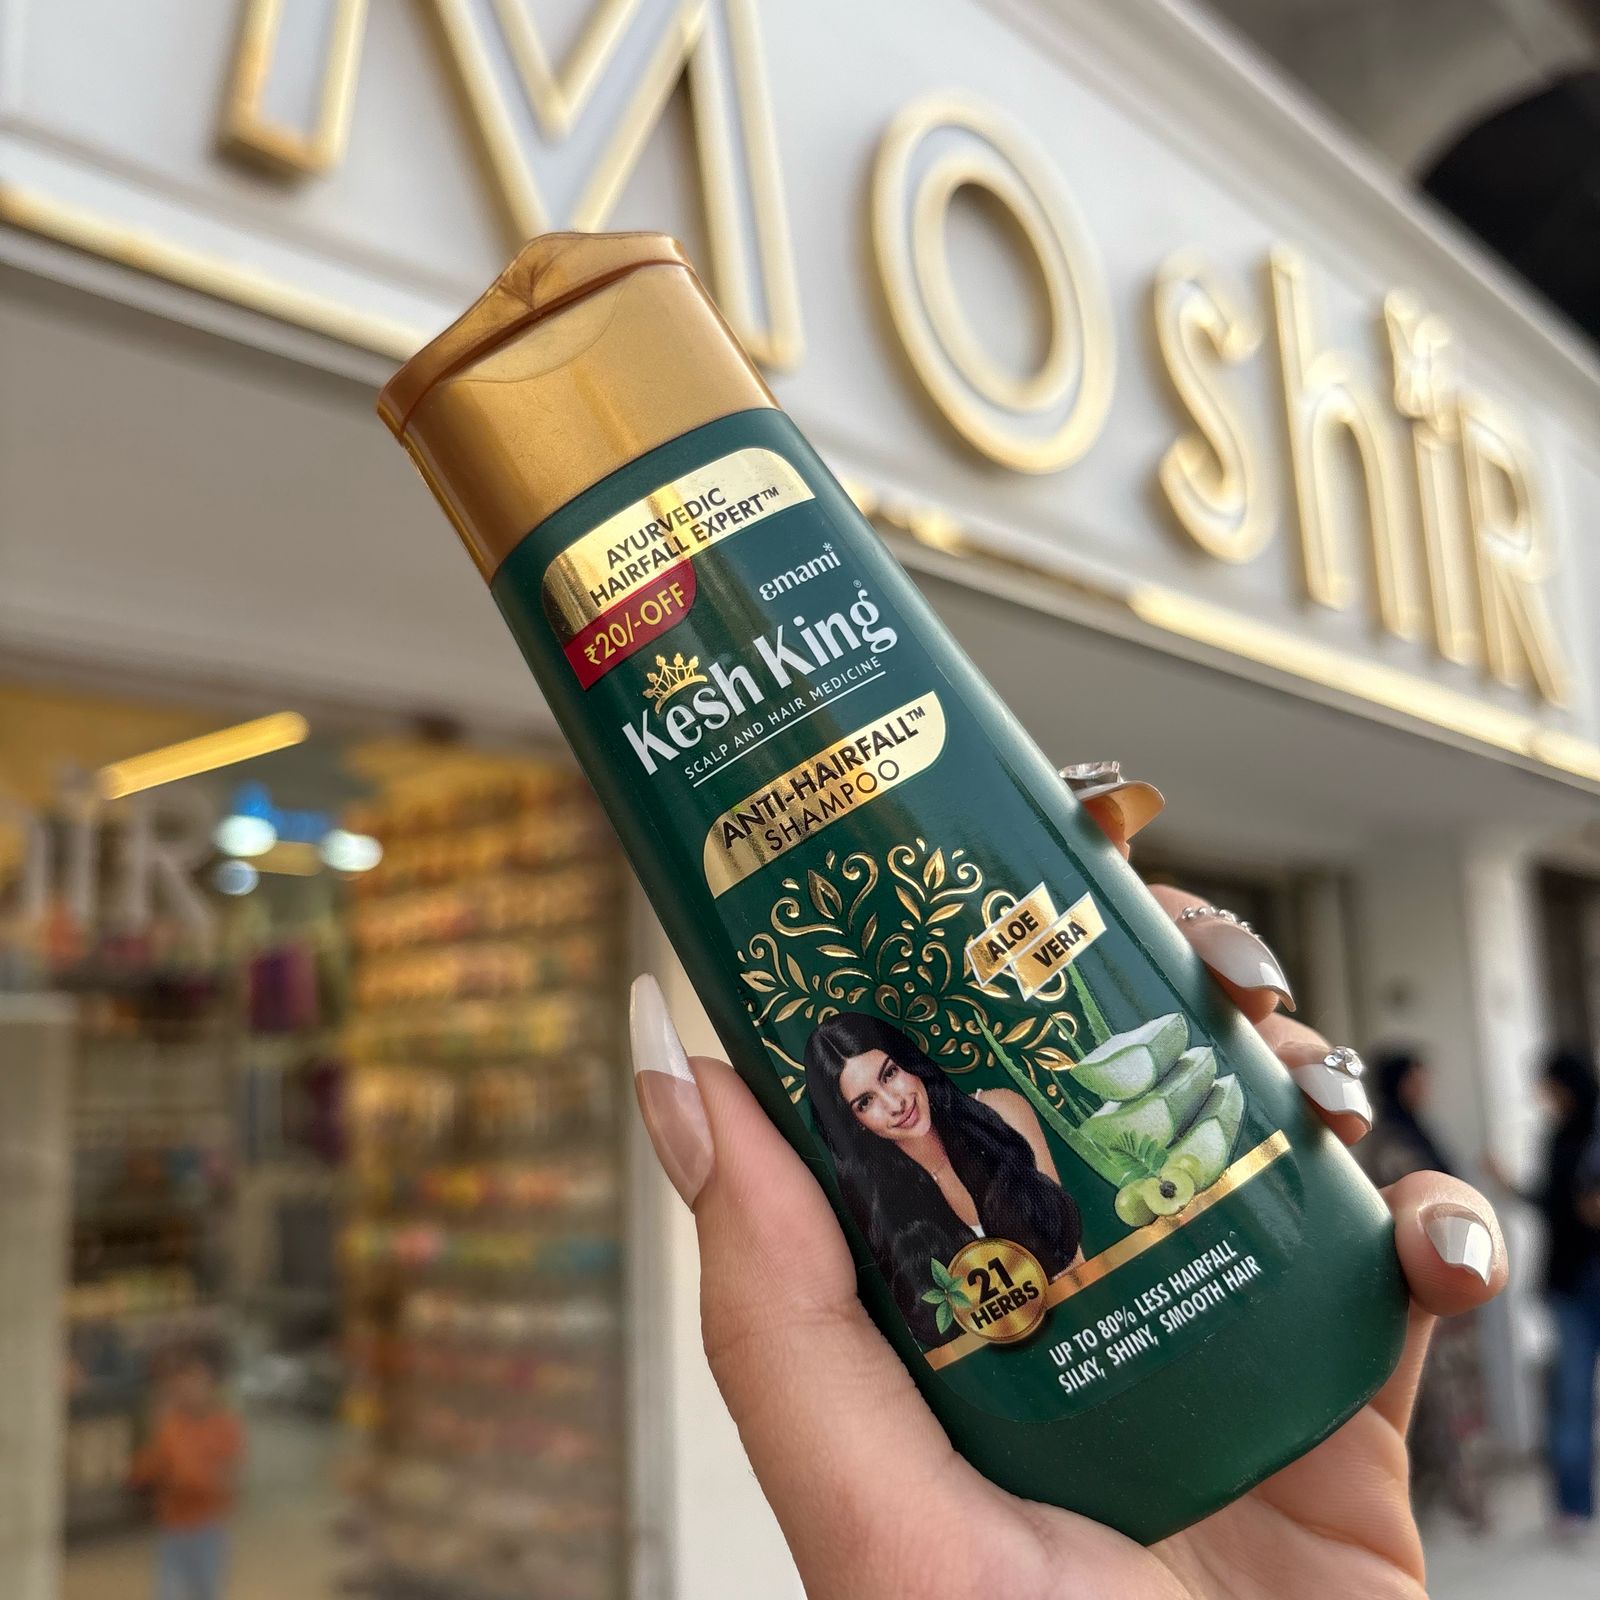 MoshiR
AYURVEDIC
HAIRFALL EXPERT™
₹20/-OFF
emami*
Kesh King®
SCALP AND HAIR MEDICINE
ANTI-HAIRFALL™
SHAMPOO
ALOE
VERA
21
HERBS
UP TO 80% LESS HAIRFALL^
SILKY, SHINY, SMOOTH HAIR